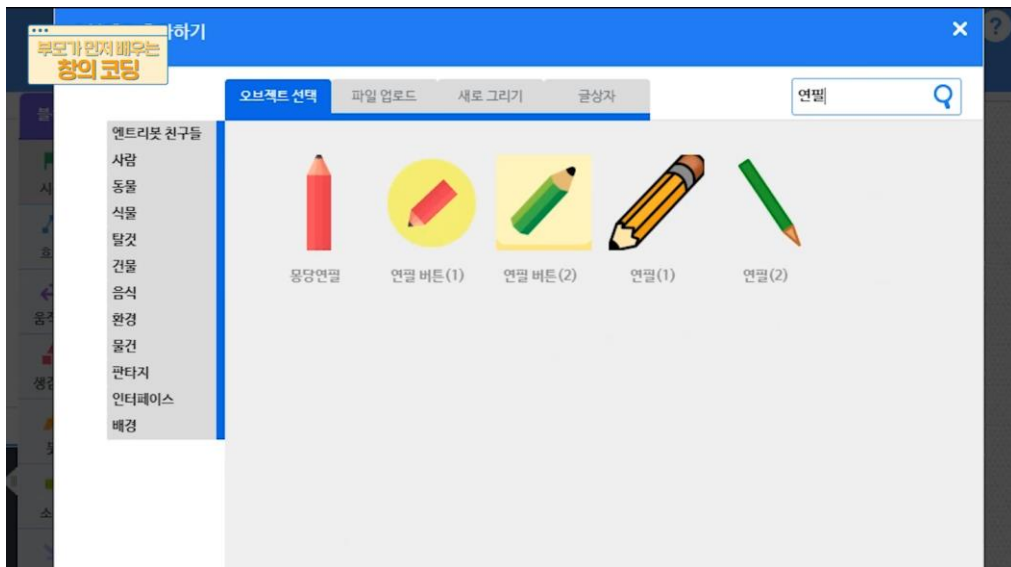 하기
부모가 먼저 배우는
창의 코딩
오브젝트 선택
파일 업로드
새로 그리기
글상자
연필
엔트리봇 친구들
사람
동물
식물
탈것
건물
음식
환경
물건
판타지
인터페이스
배경
몽당연필
연필 버튼(1)
연필 버튼(2)
연필(1)
연필(2)